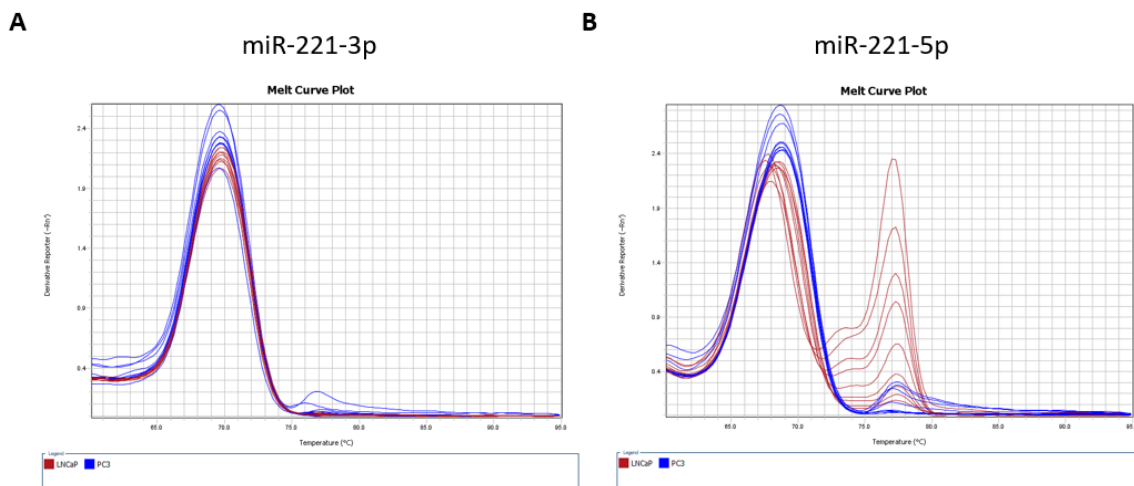 A
miR-221-3p
Melt Curve Plot
2.4
1.9
1.4
0.9
0.4
Derivative Reporter (-Rn')
65.0 70.0 75.0 80.0 85.0 90.0 95.0
Temperature (°C)
Legend
LNCaP PC3
B
miR-221-5p
Melt Curve Plot
2.4
1.9
1.4
0.9
Derivative Reporter (-Rn')
65.0 70.0 75.0 80.0 85.0 90.0 95.
Temperature (°C)
Legend
LNCaP PC3